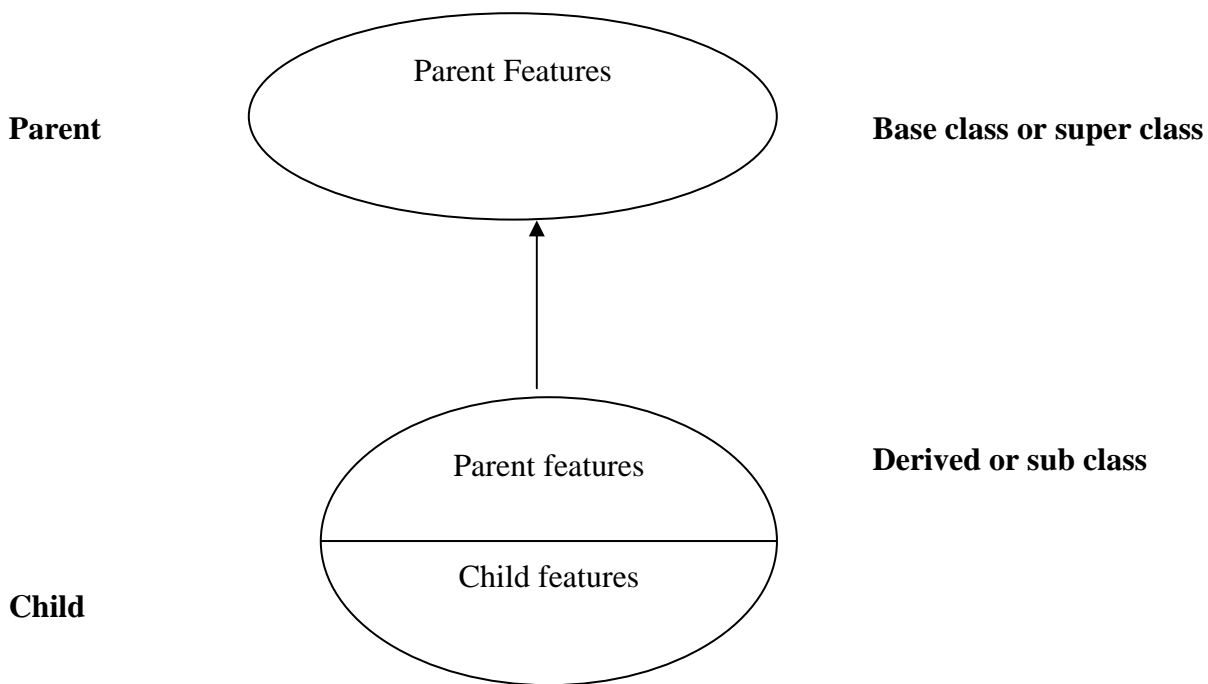 Parent Features
Parent
Base class or super class
Parent features
Derived or sub class
Child features
Child